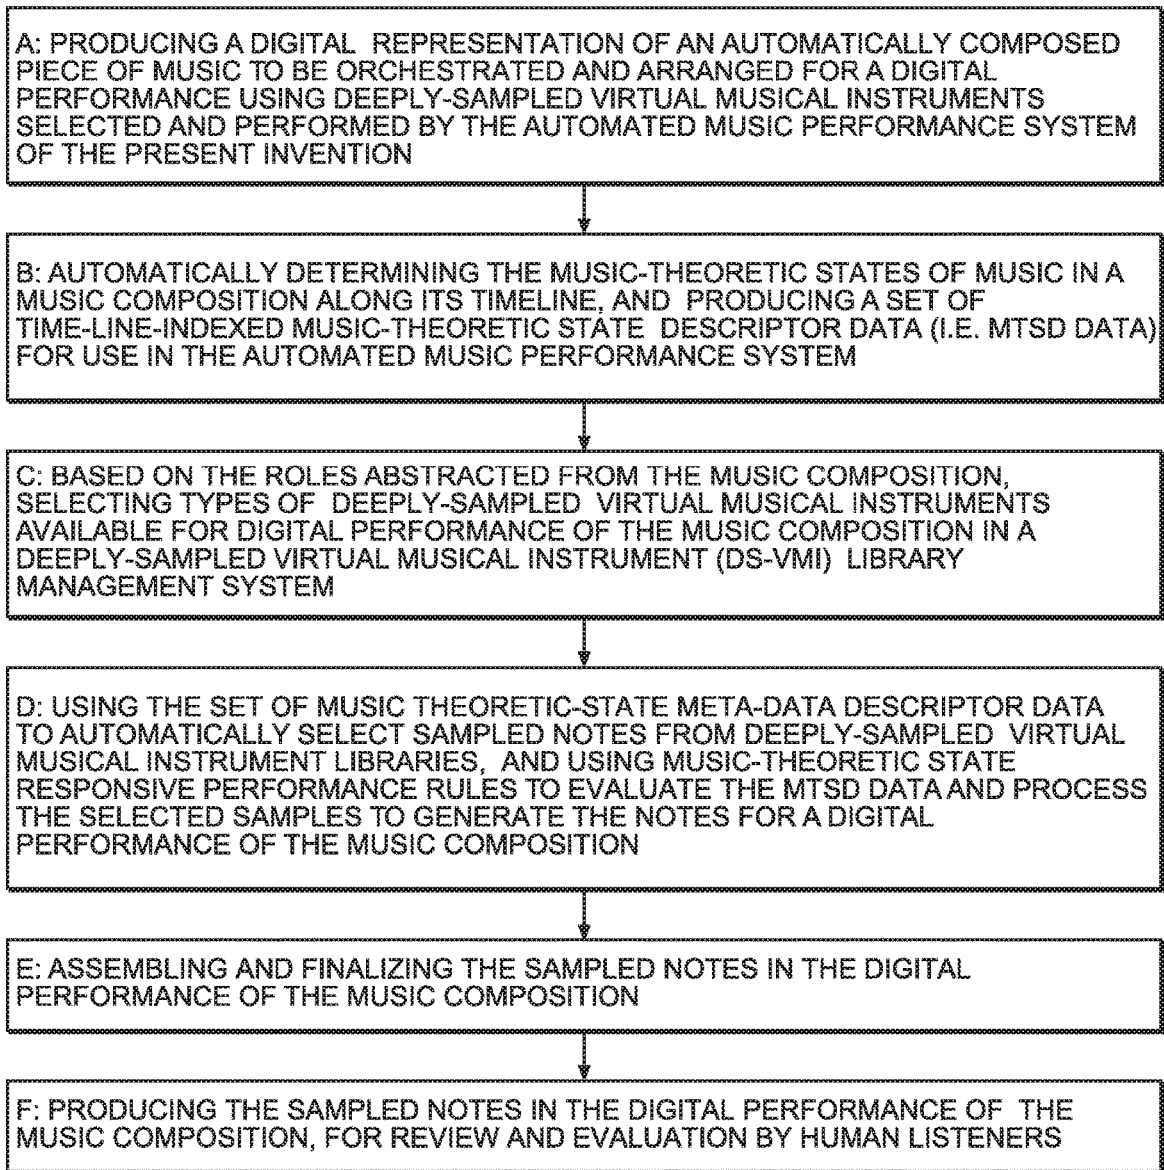 A: PRODUCING A DIGITAL REPRESENTATION OF AN AUTOMATICALLY COMPOSED
PIECE OF MUSIC TO BE ORCHESTRATED AND ARRANGED FOR A DIGITAL
PERFORMANCE USING DEEPLY-SAMPLED VIRTUAL MUSICAL INSTRUMENTS
SELECTED AND PERFORMED BY THE AUTOMATED MUSIC PERFORMANCE SYSTEM
OF THE PRESENT INVENTION
B: AUTOMATICALLY DETERMINING THE MUSIC-THEORETIC STATES OF MUSIC IN A
MUSIC COMPOSITION ALONG ITS TIMELINE, AND PRODUCING A SET OF
TIME-LINE-INDEXED MUSIC-THEORETIC STATE DESCRIPTOR DATA (I.E. MTSD DATA)
FOR USE IN THE AUTOMATED MUSIC PERFORMANCE SYSTEM
C: BASED ON THE ROLES ABSTRACTED FROM THE MUSIC COMPOSITION,
SELECTING TYPES OF DEEPLY-SAMPLED VIRTUAL MUSICAL INSTRUMENTS
AVAILABLE FOR DIGITAL PERFORMANCE OF THE MUSIC COMPOSITION IN A
DEEPLY-SAMPLED VIRTUAL MUSICAL INSTRUMENT (DS-VMI) LIBRARY
MANAGEMENT SYSTEM
D: USING THE SET OF MUSIC THEORETIC-STATE META-DATA DESCRIPTOR DATA
TO AUTOMATICALLY SELECT SAMPLED NOTES FROM DEEPLY-SAMPLED VIRTUAL
MUSICAL INSTRUMENT LIBRARIES, AND USING MUSIC-THEORETIC STATE
RESPONSIVE PERFORMANCE RULES TO EVALUATE THE MTSD DATA AND PROCESS
THE SELECTED SAMPLES TO GENERATE THE NOTES FOR A DIGITAL
PERFORMANCE OF THE MUSIC COMPOSITION
E: ASSEMBLING AND FINALIZING THE SAMPLED NOTES IN THE DIGITAL
PERFORMANCE OF THE MUSIC COMPOSITION
F: PRODUCING THE SAMPLED NOTES IN THE DIGITAL PERFORMANCE OF THE
MUSIC COMPOSITION, FOR REVIEW AND EVALUATION BY HUMAN LISTENERS